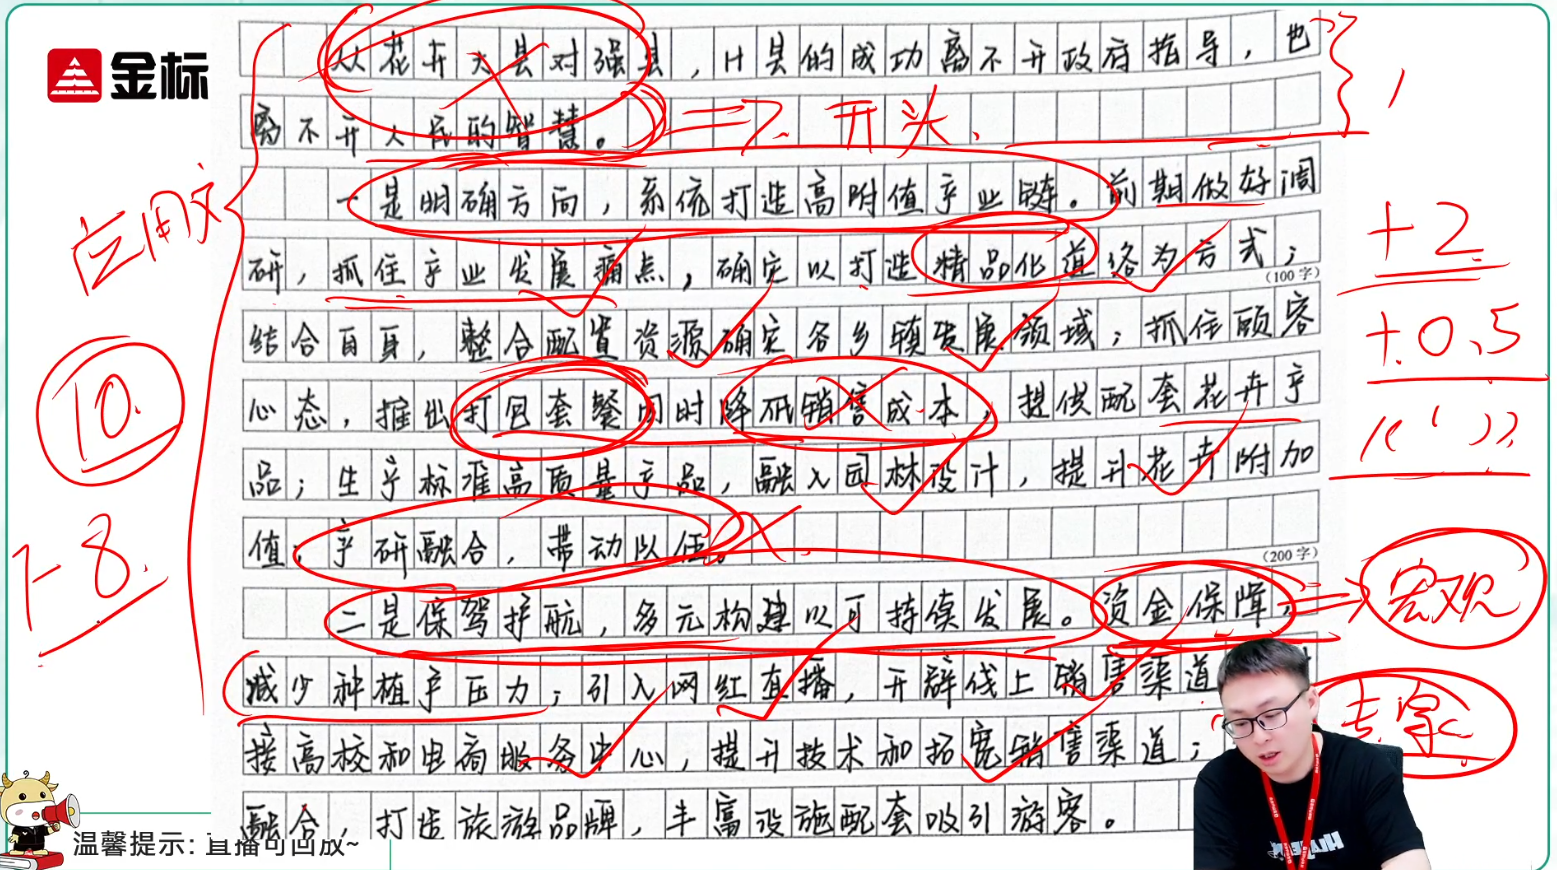 金标
从花卉大县对强县，H县的成功离不开政府指导，也
离不开人民的智慧。
= 7. 开头.
应用文
一是明确方向，系统打造高附值产业链。前期做好调
研，抓住产业发展痛点，确定以打造精品化道络为方式；
（100字）
结合自身，整合配置资源确定各乡镇发展领域；抓住顾客
心态，推出打包套餐同时降低销售成本，提供配套花卉产
品；生产标准高质量产品，融入园林设计，提升花卉附加
值；产研融合，带动以任。
（200字）
二是保驾护航，多元构建以可持续发展。资金保障，
减少种植户压力；引入网红直播，开辟线上销售渠道
接高校和电商服务中心，提升技术和拓宽销售渠道；
融合，打造旅游品牌，丰富设施配套吸引游客。
+2
+0.5
10.
7-8.
宏观
专家
温馨提示：直播可回放~